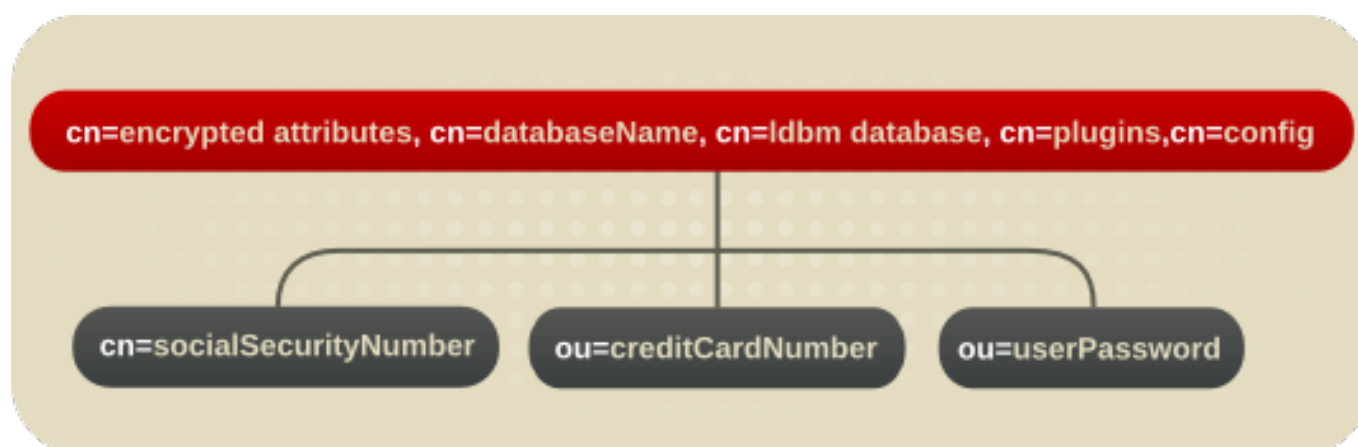 cn=encrypted attributes, cn=databaseName, cn=ldbm database, cn=plugins,cn=config
cn=socialSecurityNumber
ou=creditCardNumber
ou=userPassword